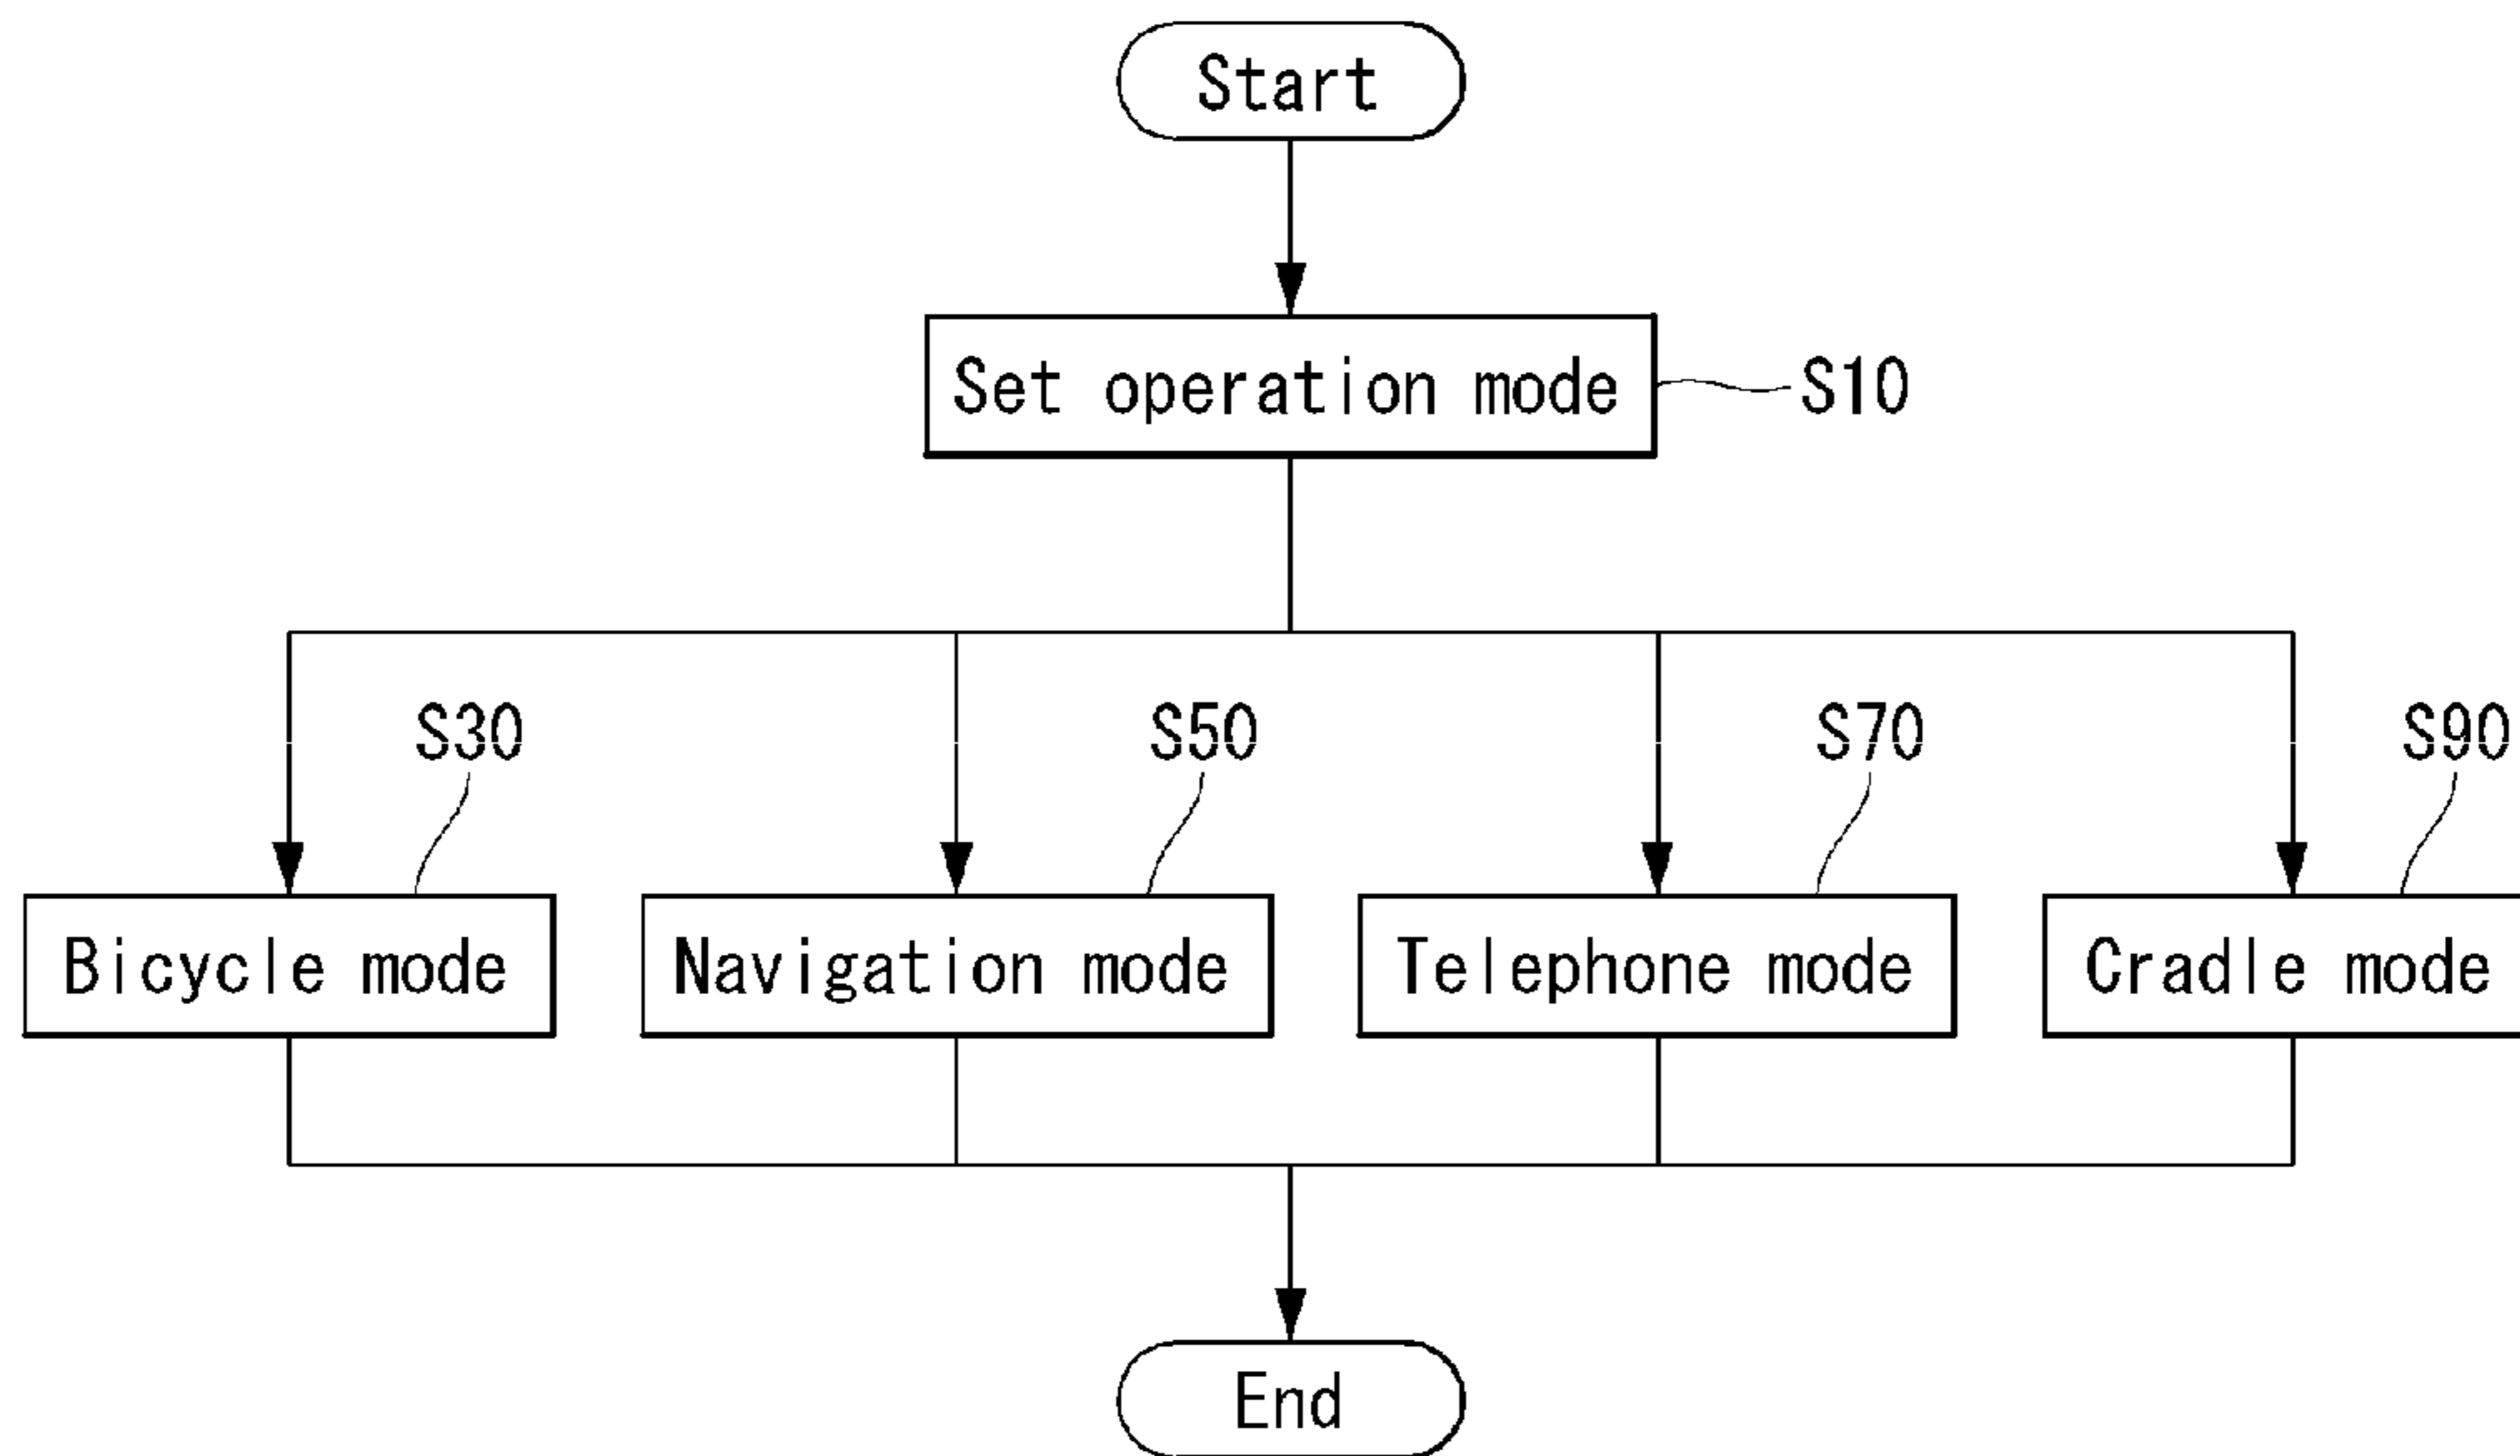 Start
Set operation mode
S10
S30
S50
S70
S90
Bicycle mode
Navigation mode
Telephone mode
Cradle mode
End